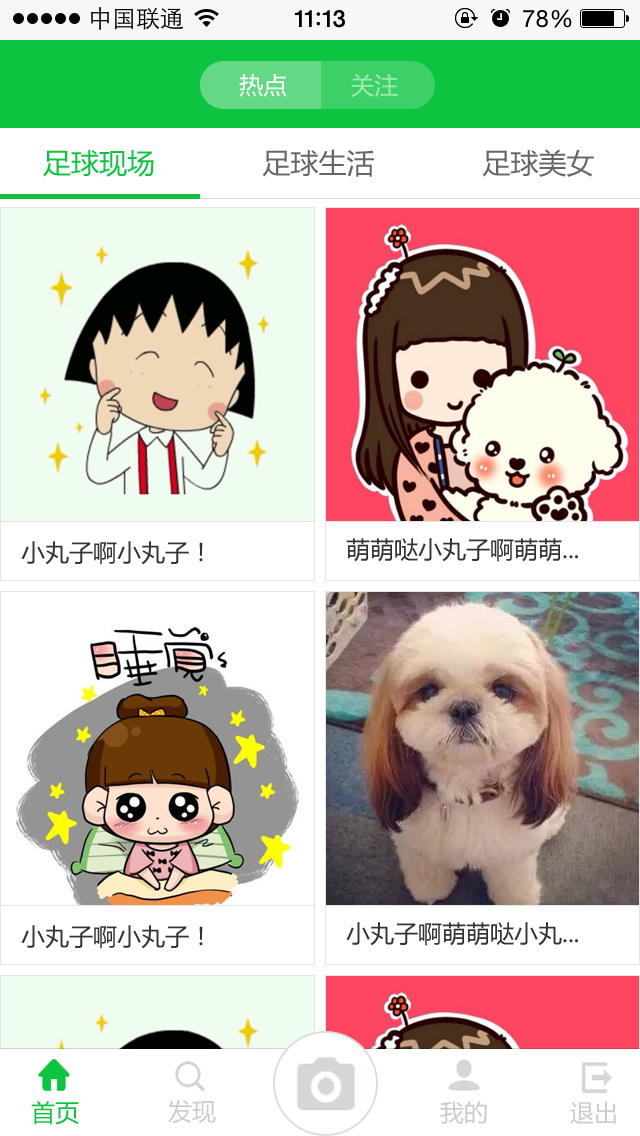 中国联通 11:13 78%
热点 关注
足球现场 足球生活 足球美女
小丸子啊小丸子！ 萌萌哒小丸子啊萌萌...
睡觉
小丸子啊小丸子！ 小丸子啊萌萌哒小丸...
首页 发现 我的 退出